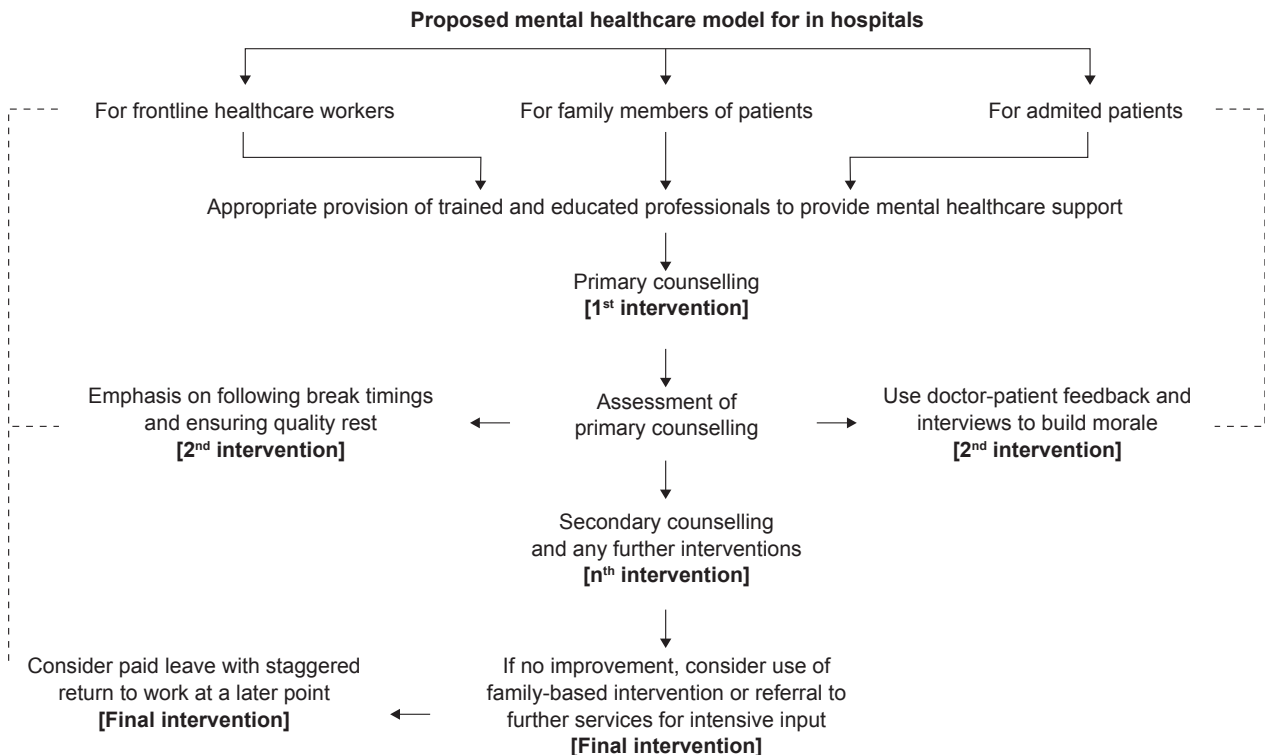 Proposed mental healthcare model for in hospitals
For frontline healthcare workers
For family members of patients
For admited patients
Appropriate provision of trained and educated professionals to provide mental healthcare support
Primary counselling
[1st intervention]
Emphasis on following break timings
and ensuring quality rest
[2nd intervention]
Assessment of
primary counselling
Use doctor-patient feedback and
interviews to build morale
[2nd intervention]
Secondary counselling
and any further interventions
[nth intervention]
Consider paid leave with staggered
return to work at a later point
[Final intervention]
If no improvement, consider use of
family-based intervention or referral to
further services for intensive input
[Final intervention]